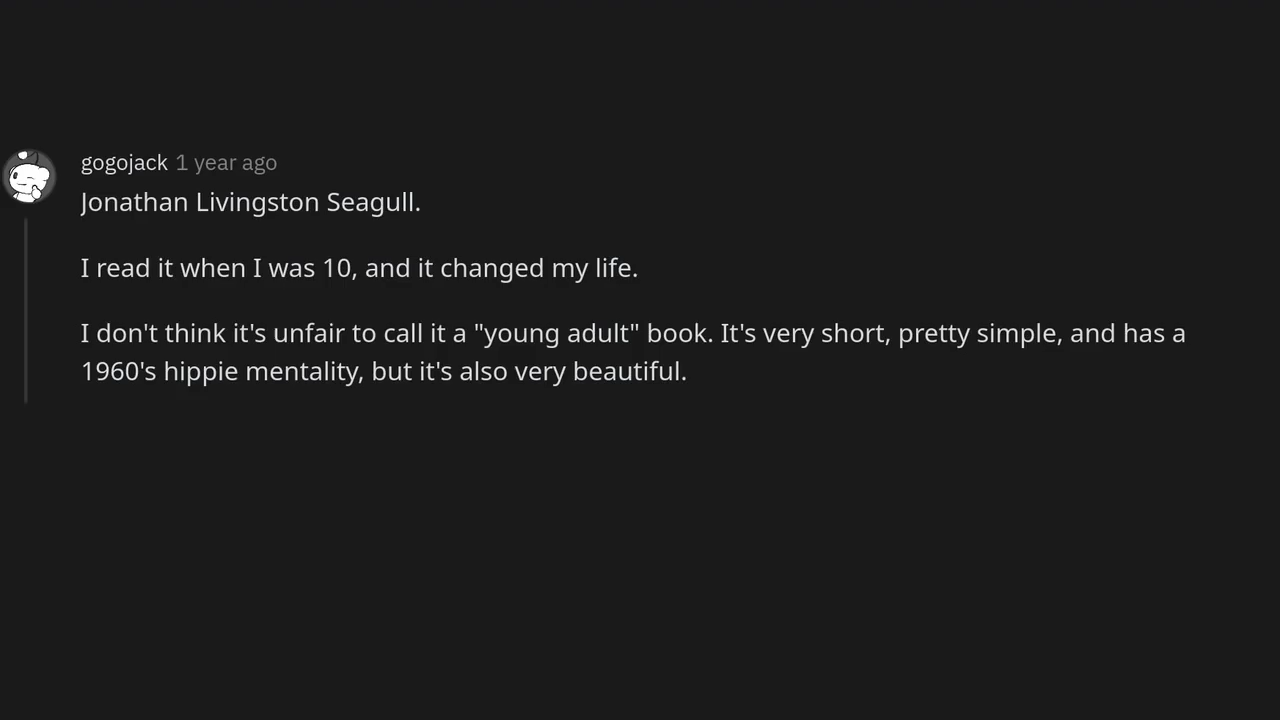 gogojack 1 year ago
Jonathan Livingston Seagull.
I read it when I was 10, and it changed my life.
I don't think it's unfair to call it a "young adult" book. It's very short, pretty simple, and has a
1960's hippie mentality, but it's also very beautiful.